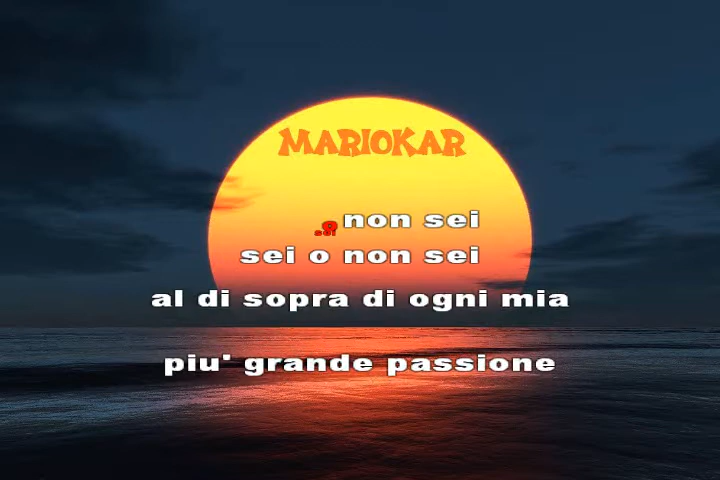 MARIOKAR
o non sei
sei o non sei
al di sopra di ogni mia
piu' grande passione